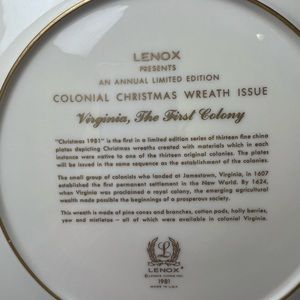 LENOX
PRESENTS
AN ANNUAL LIMITED EDITION
COLONIAL CHRISTMAS WREATH ISSUE
Virginia, The First Colony
"Christmas 1981" is the first in a limited edition series of thirteen fine china
plates depicting Christmas wreaths created with materials which in each
instance were native to one of the thirteen original colonies. The plates
will be issued in the same sequence as the establishment of the colonies.
The small group of colonists who landed at Jamestown, Virginia, in 1607
established the first permanent settlement in the New World. By 1624,
when Virginia was proclaimed a royal colony, the emerging agricultural
wealth made possible the beginnings of a prosperous society.
This wreath is made of pine cones and branches, cotton pods, holly berries,
yew and mistletoe – all of which were available in colonial Virginia.
L
LENOX
1981
MADE IN U.S.A.